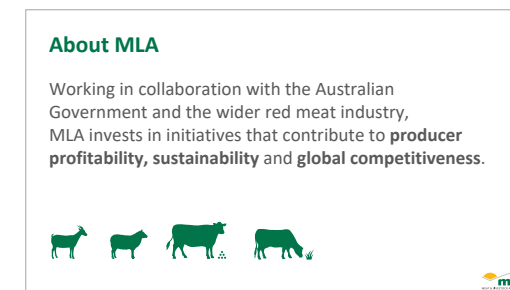 About MLA
Working in collaboration with the Australian
Government and the wider red meat industry,
MLA invests in initiatives that contribute to producer
profitability, sustainability and global competitiveness.
m